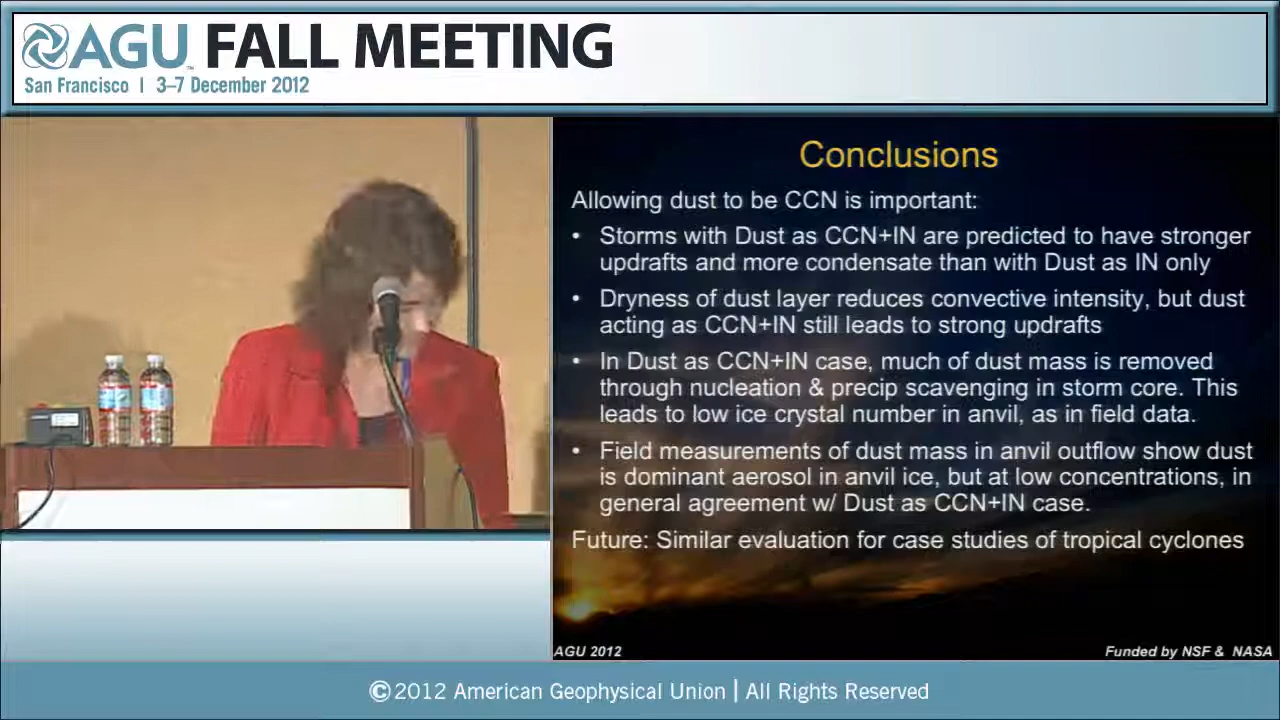 AGU FALL MEETING
San Francisco | 3–7 December 2012
Conclusions
Allowing dust to be CCN is important:
• Storms with Dust as CCN+IN are predicted to have stronger
updrafts and more condensate than with Dust as IN only
• Dryness of dust layer reduces convective intensity, but dust
acting as CCN+IN still leads to strong updrafts
• In Dust as CCN+IN case, much of dust mass is removed
through nucleation & precip scavenging in storm core. This
leads to low ice crystal number in anvil, as in field data.
• Field measurements of dust mass in anvil outflow show dust
is dominant aerosol in anvil ice, but at low concentrations, in
general agreement w/ Dust as CCN+IN case.
Future: Similar evaluation for case studies of tropical cyclones
AGU 2012
Funded by NSF & NASA
©2012 American Geophysical Union | All Rights Reserved